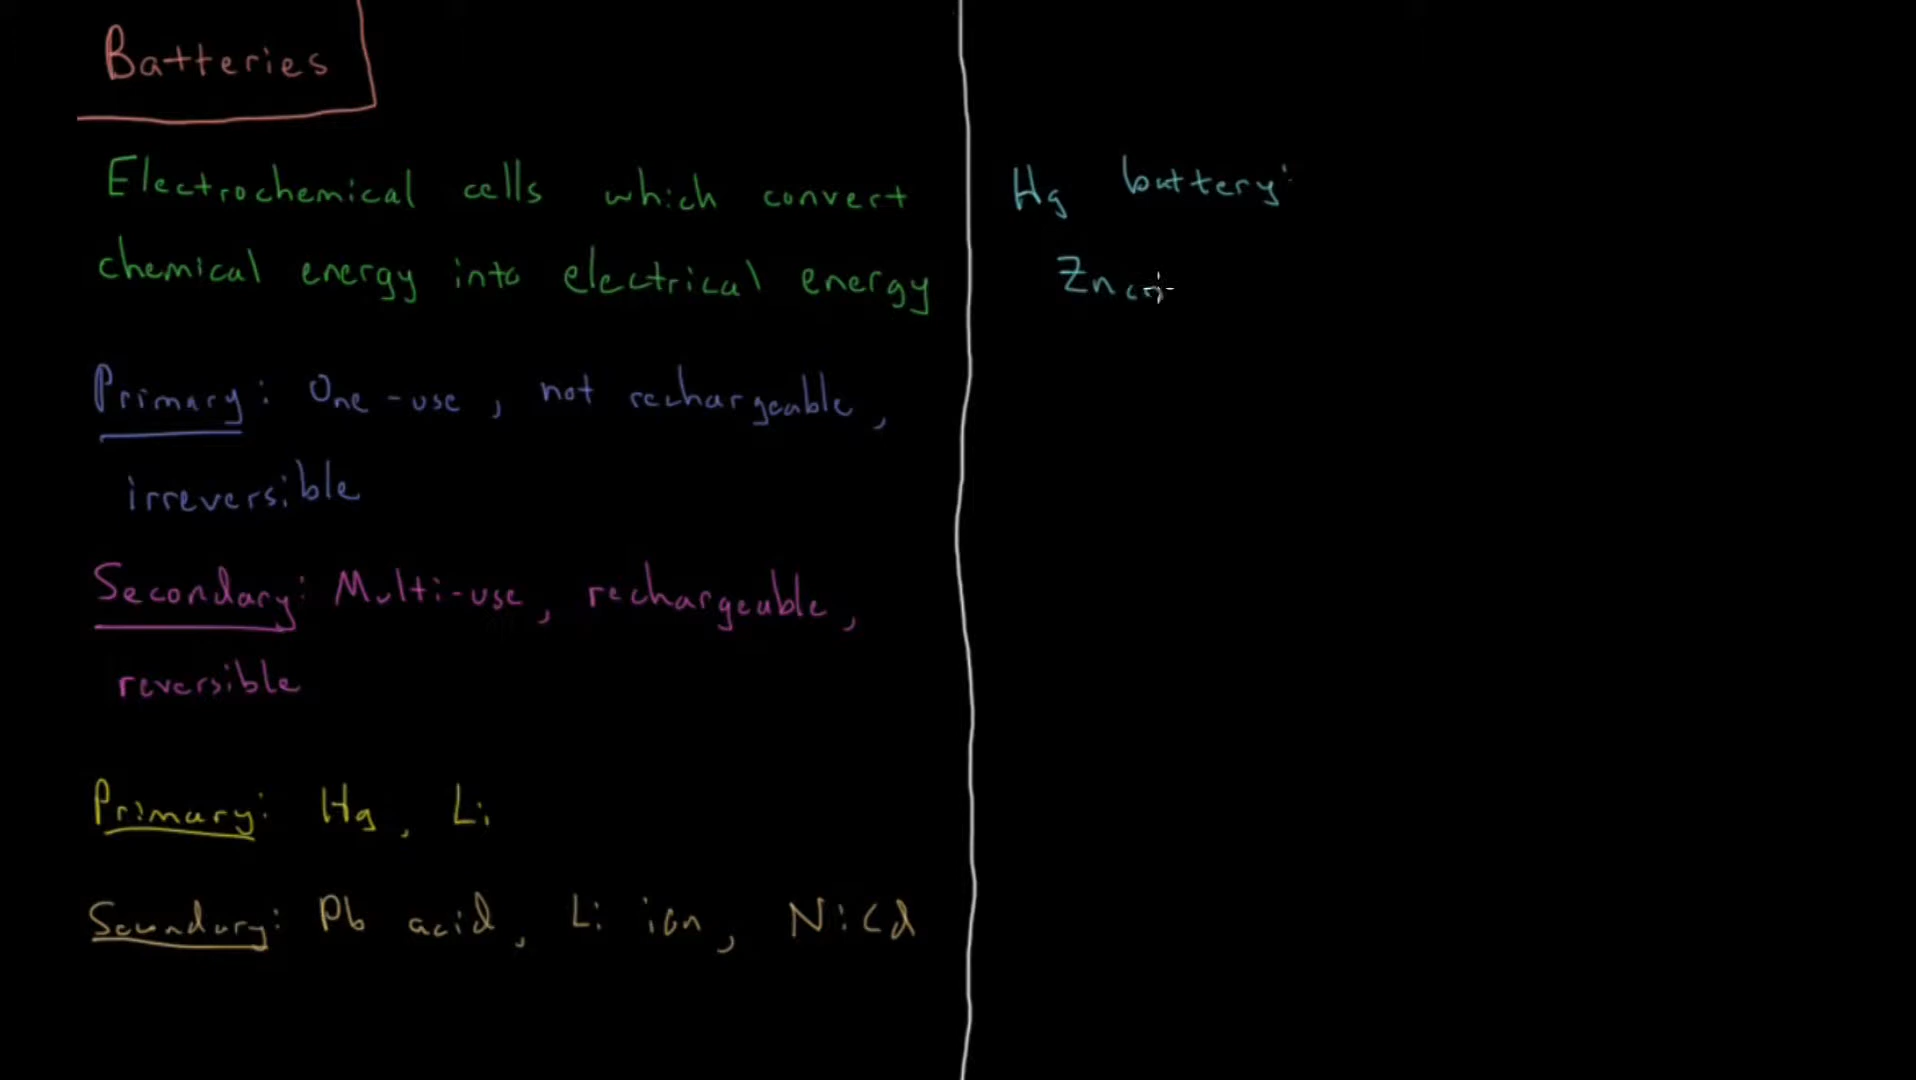 Batteries
Electrochemical cells which convert
chemical energy into electrical energy
Primary: One-use, not rechargeable,
irreversible
Secondary: Multi-use, rechargeable,
reversible
Primary: Hg, Li
Secondary: Pb acid, Li ion, NiCd
Hg battery:
Zn